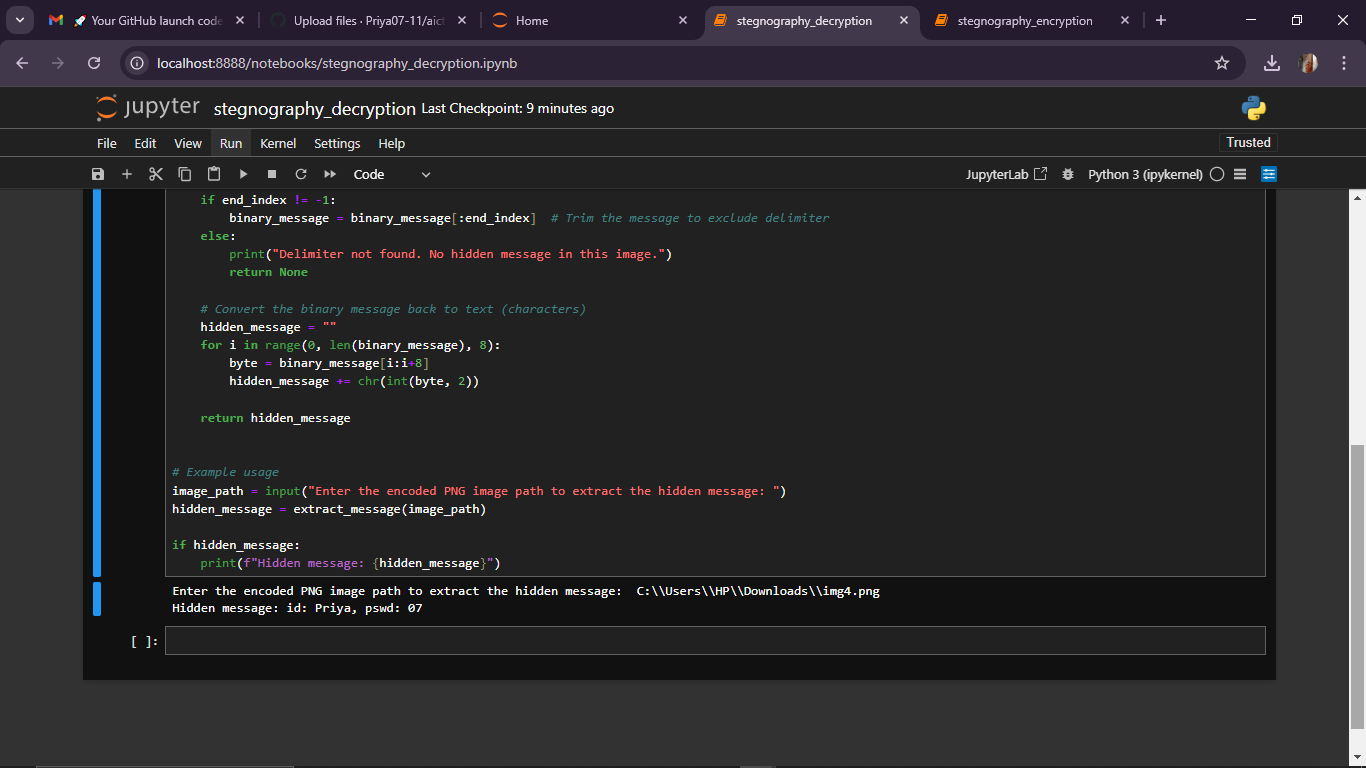 Your GitHub launch code
Upload files · Priya07-11/aict
Home
stegnography_decryption
stegnography_encryption
localhost:8888/notebooks/stegnography_decryption.ipynb
jupyter stegnography_decryption Last Checkpoint: 9 minutes ago
File Edit View Run Kernel Settings Help Trusted
Code JupyterLab Python 3 (ipykernel)
if end_index != -1:
binary_message = binary_message[:end_index] # Trim the message to exclude delimiter
else:
print("Delimiter not found. No hidden message in this image.")
return None
# Convert the binary message back to text (characters)
hidden_message = ""
for i in range(0, len(binary_message), 8):
byte = binary_message[i:i+8]
hidden_message += chr(int(byte, 2))
return hidden_message
# Example usage
image_path = input("Enter the encoded PNG image path to extract the hidden message: ")
hidden_message = extract_message(image_path)
if hidden_message:
print(f"Hidden message: {hidden_message}")
Enter the encoded PNG image path to extract the hidden message:  C:\\Users\\HP\\Downloads\\img4.png
Hidden message: id: Priya, pswd: 07
[ ]: